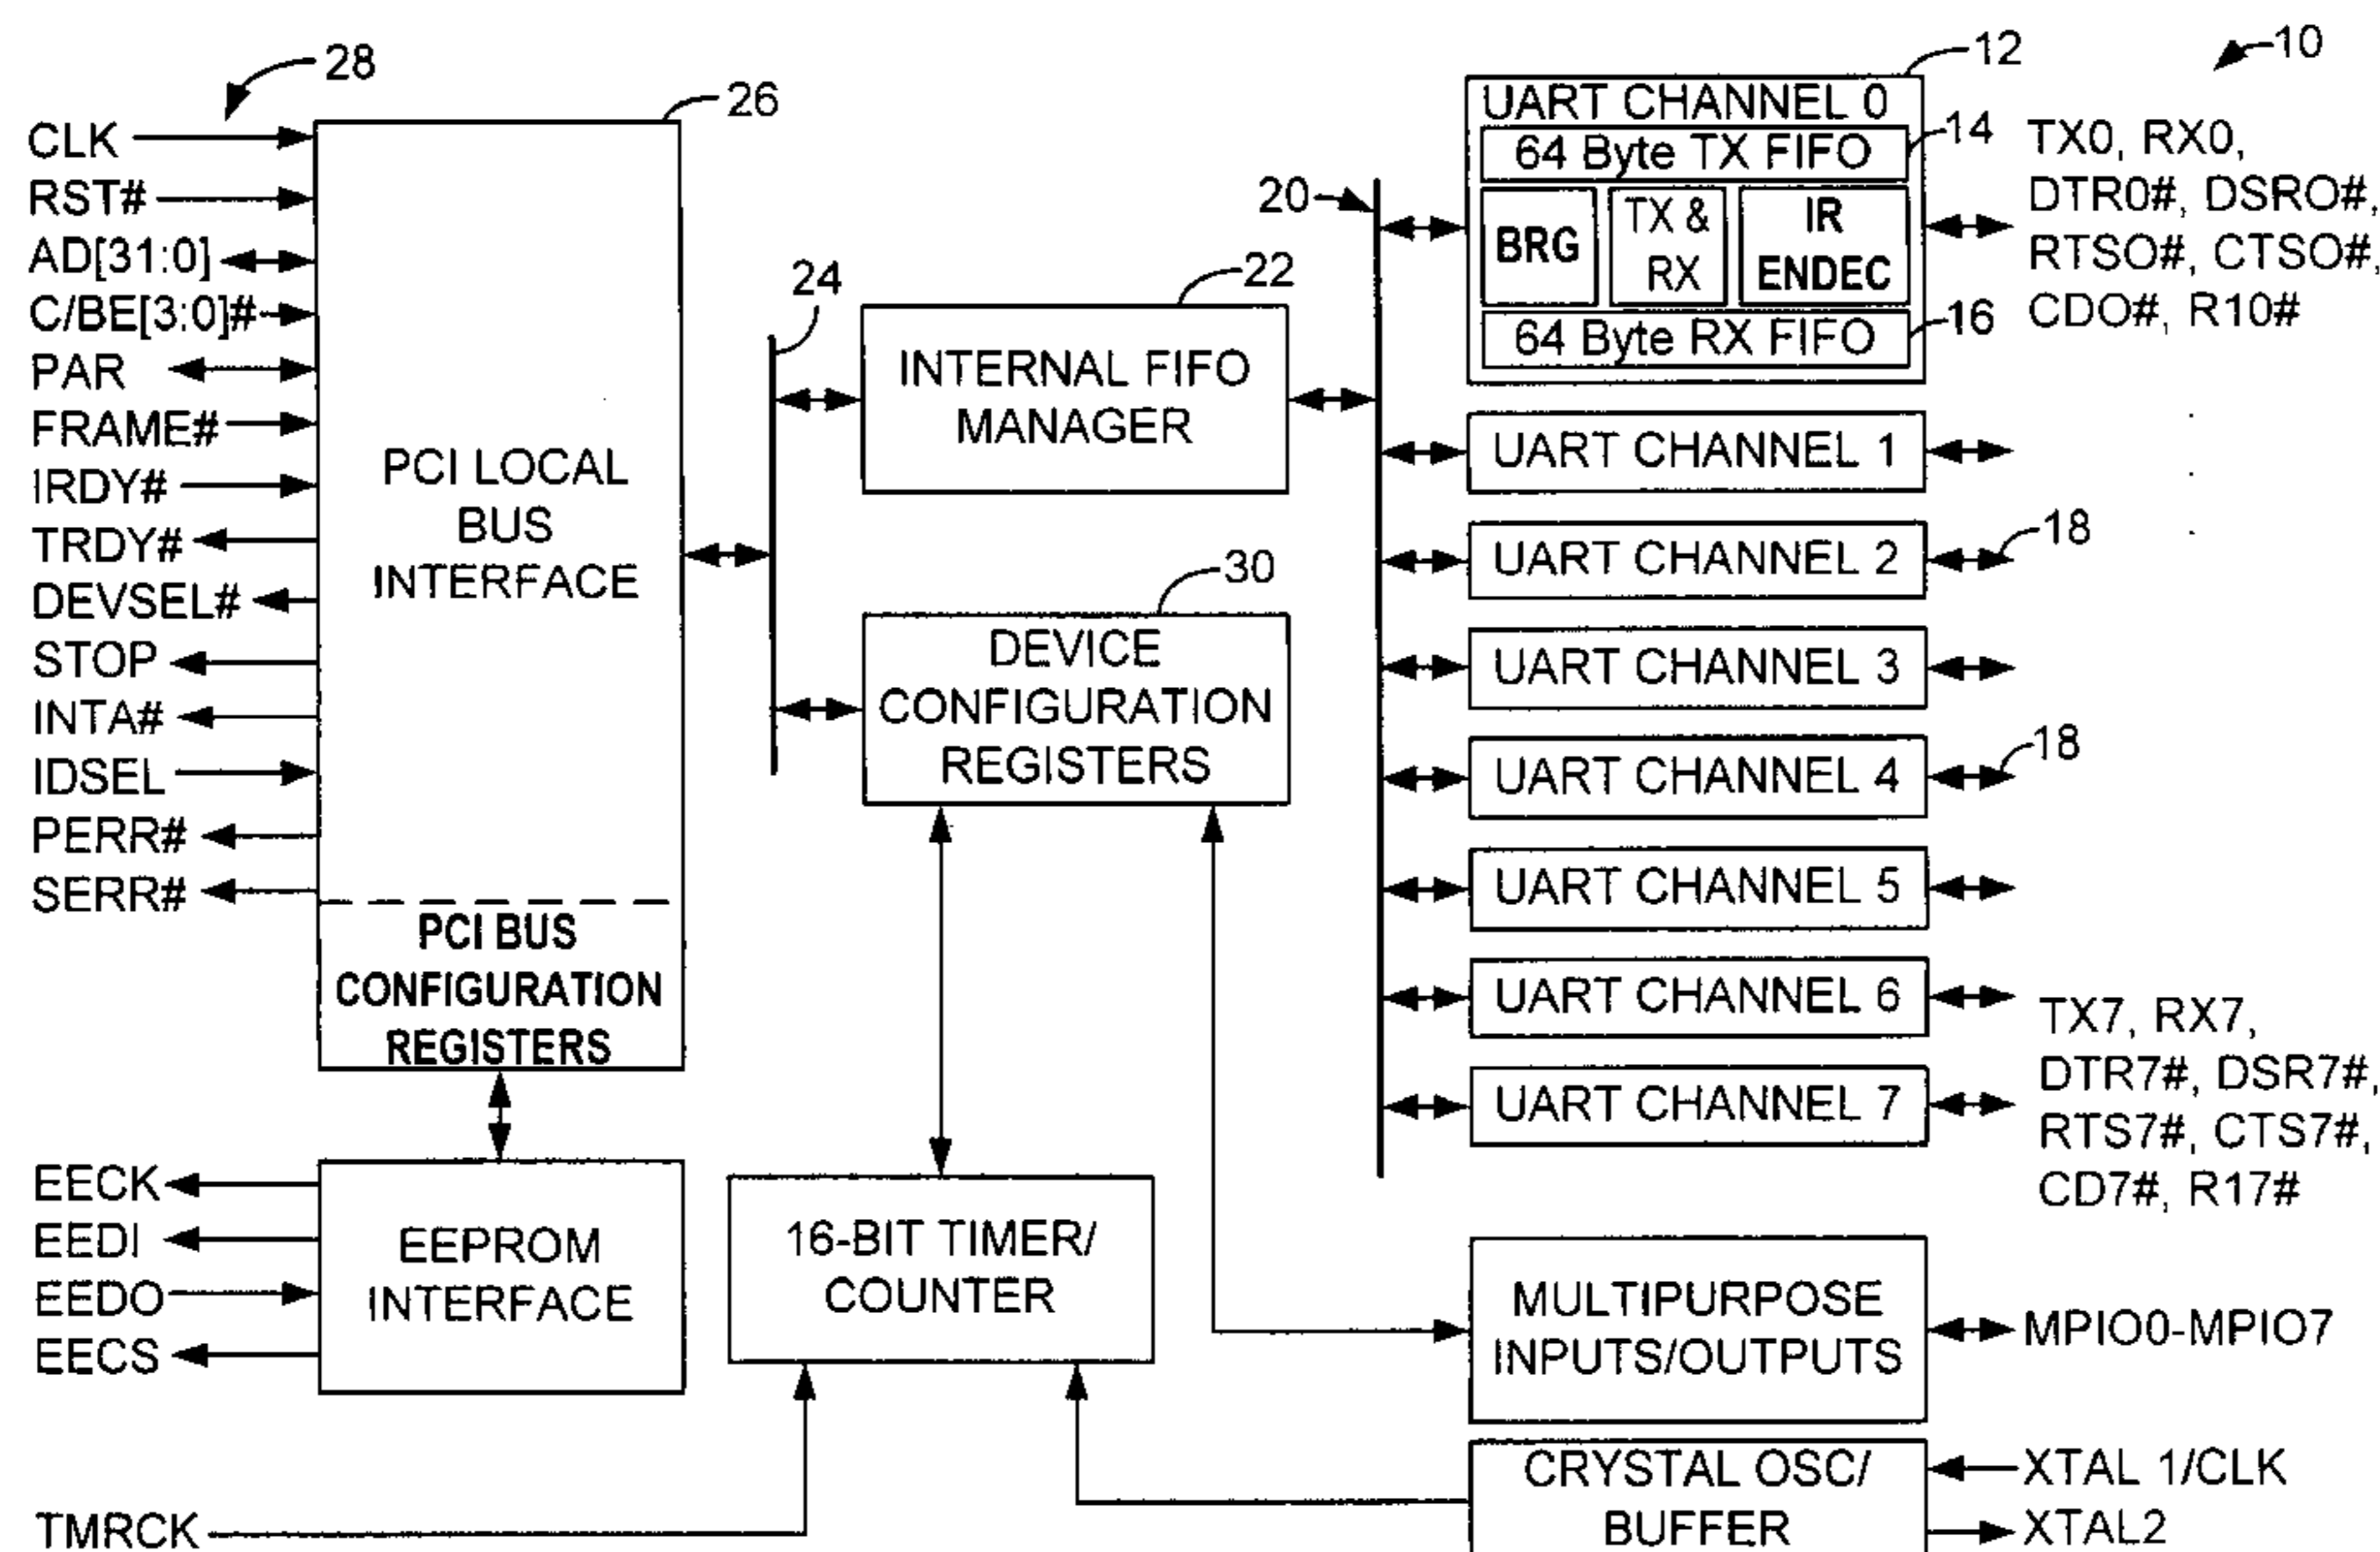 28
CLK
RST#
AD[31:0]
C/BE[3:0]#
PAR
FRAME#
IRDY#
TRDY#
DEVSEL#
STOP
INTA#
IDSEL
PERR#
SERR#
26
PCI LOCAL
BUS
INTERFACE
PCI BUS
CONFIGURATION
REGISTERS
EECK
EEDI
EEDO
EECS
EEPROM
INTERFACE
TMRCK
24
22
INTERNAL FIFO
MANAGER
30
DEVICE
CONFIGURATION
REGISTERS
16-BIT TIMER/
COUNTER
20
12
10
UART CHANNEL 0
64 Byte TX FIFO
14
BRG
TX &
RX
IR
ENDEC
64 Byte RX FIFO
16
TX0, RX0,
DTR0#, DSRO#,
RTSO#, CTSO#,
CDO#, R10#
UART CHANNEL 1
UART CHANNEL 2
18
UART CHANNEL 3
UART CHANNEL 4
18
UART CHANNEL 5
UART CHANNEL 6
UART CHANNEL 7
TX7, RX7,
DTR7#, DSR7#,
RTS7#, CTS7#,
CD7#, R17#
MULTIPURPOSE
INPUTS/OUTPUTS
MPIO0-MPIO7
CRYSTAL OSC/
BUFFER
XTAL 1/CLK
XTAL2